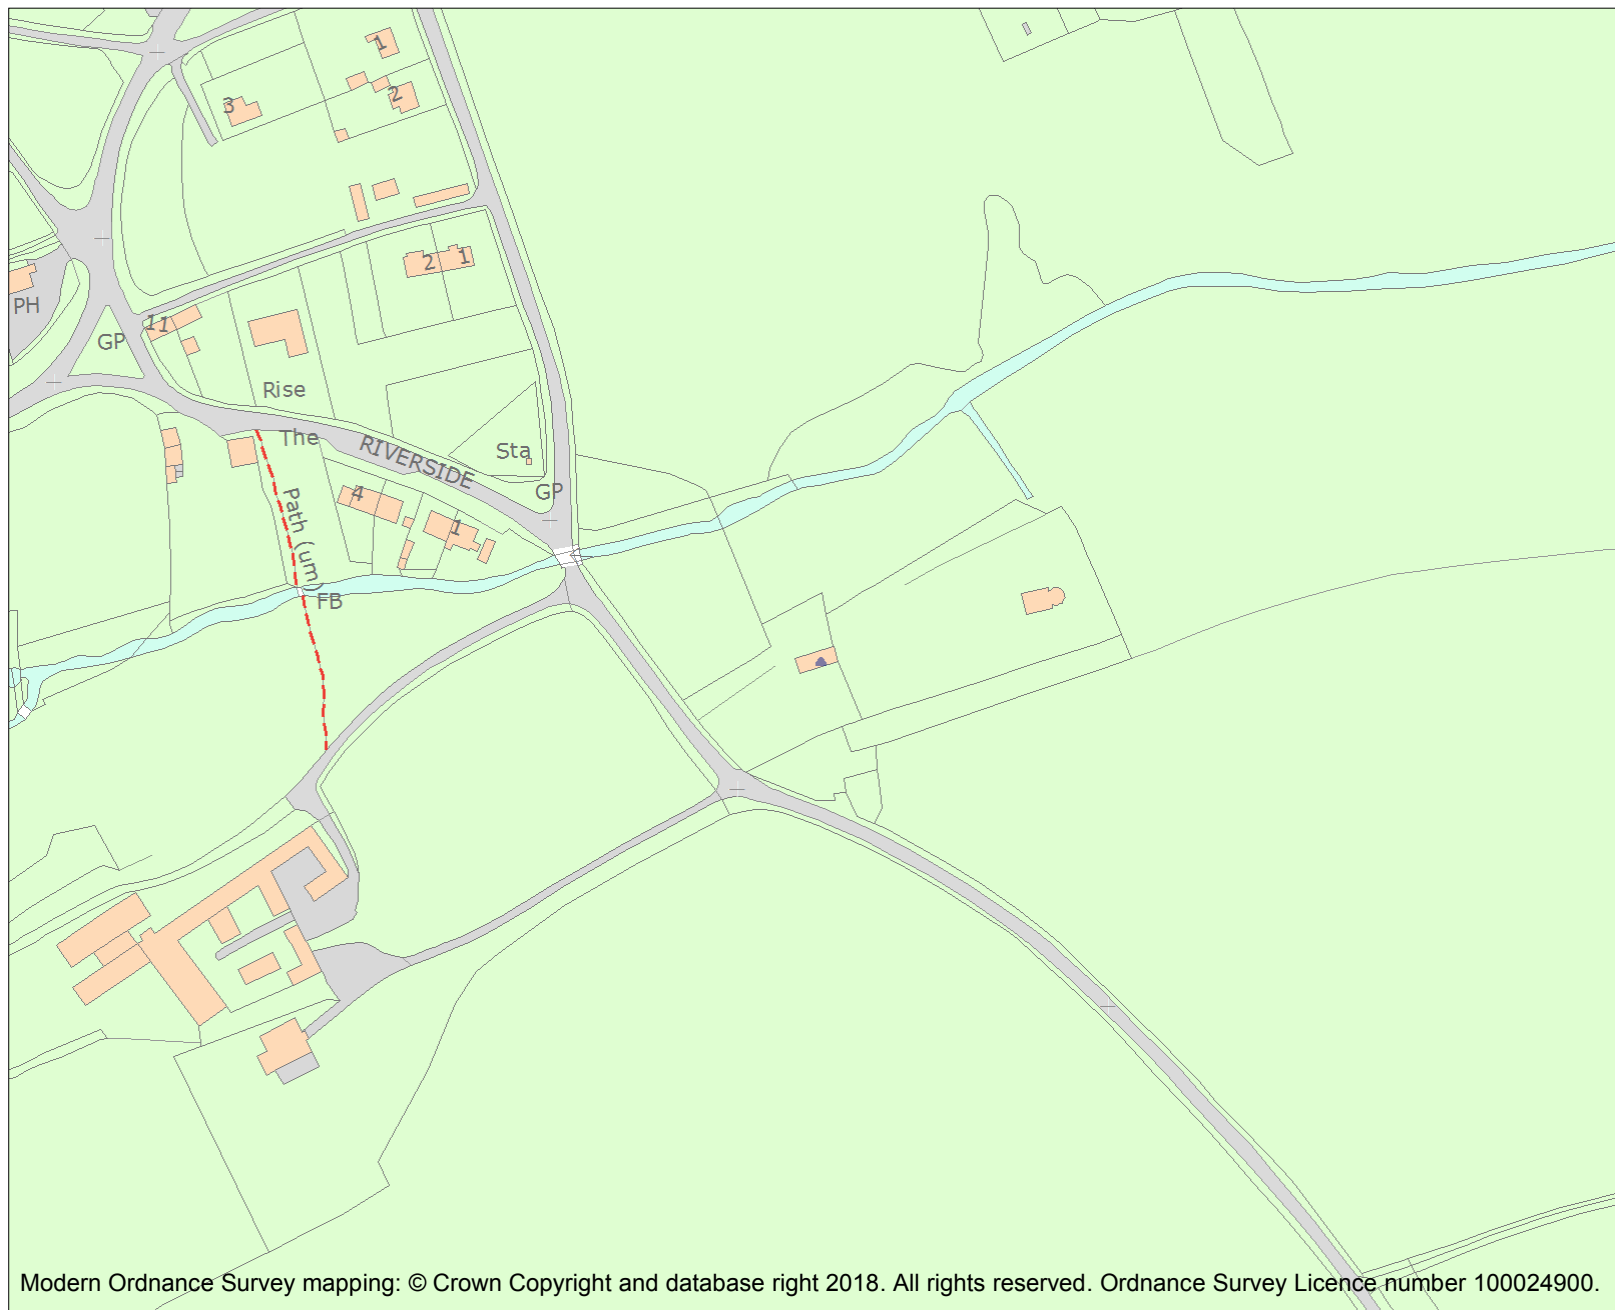 1
2
3
2
1
PH
11
GP
Rise
The
RIVERSIDE
Sta
GP
4
1
Path (um)
FB
Modern Ordnance Survey mapping: © Crown Copyright and database right 2018. All rights reserved. Ordnance Survey Licence number 100024900.